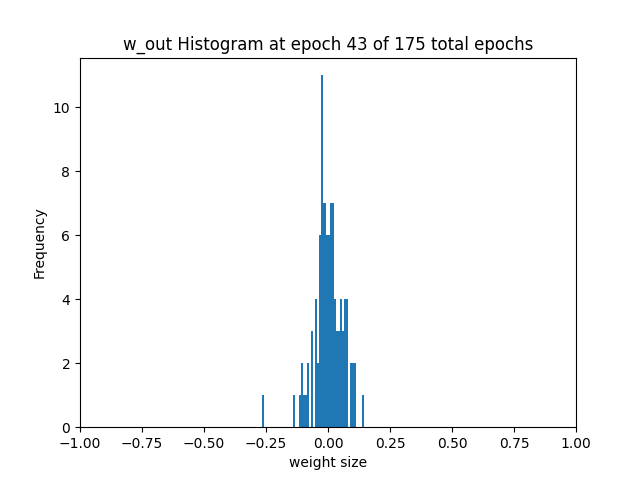 w_out Histogram at epoch 43 of 175 total epochs
Frequency
10
8
6
4
2
0
−1.00 −0.75 −0.50 −0.25 0.00 0.25 0.50 0.75 1.00
weight size